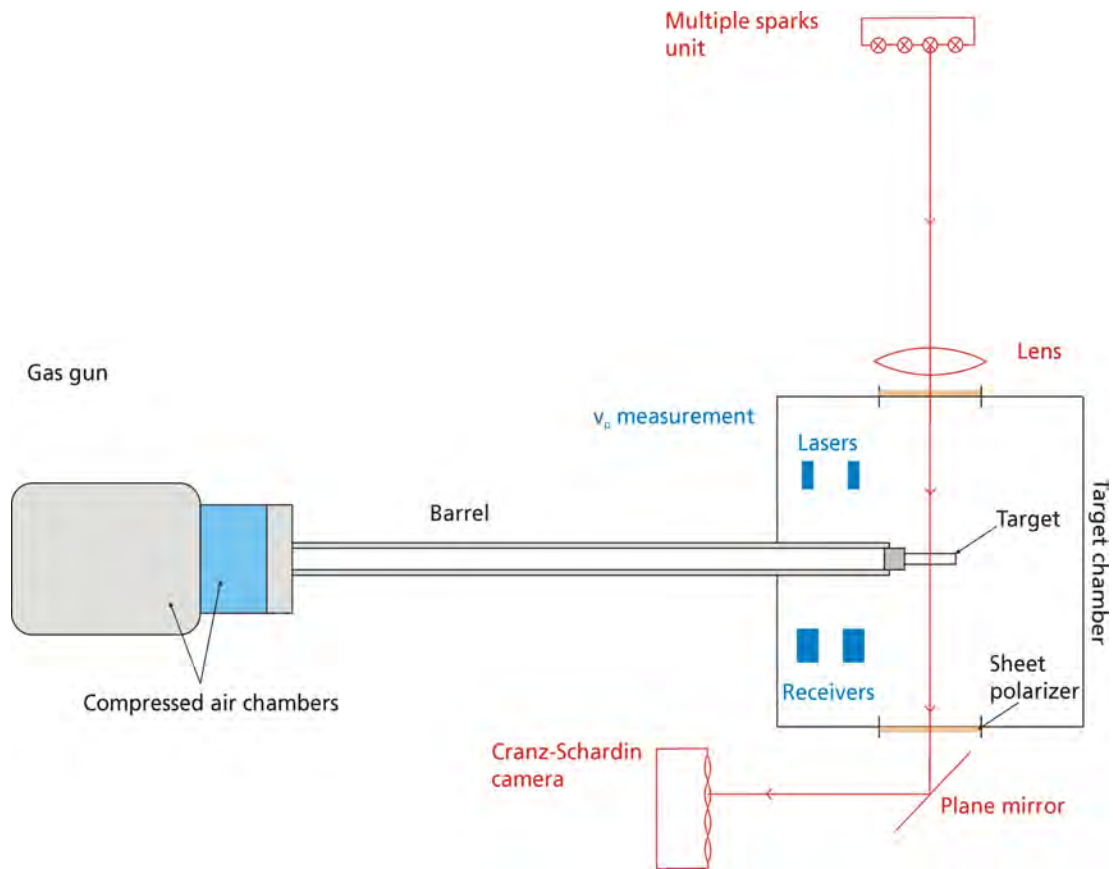 Multiple sparks
unit
Lens
Gas gun
vₚ measurement
Lasers
Barrel
Target
Target chamber
Compressed air chambers
Receivers
Sheet
polarizer
Cranz-Schardin
camera
Plane mirror